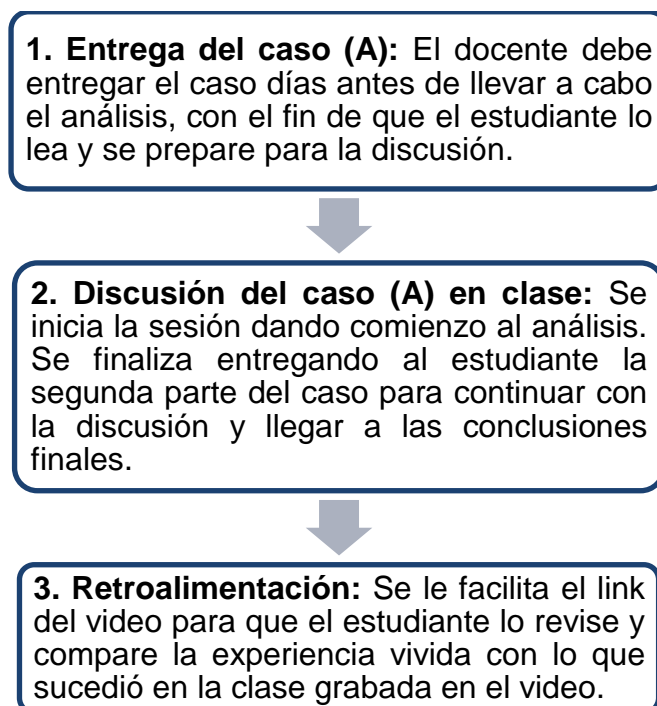 1. Entrega del caso (A): El docente debe
entregar el caso días antes de llevar a cabo
el análisis, con el fin de que el estudiante lo
lea y se prepare para la discusión.
2. Discusión del caso (A) en clase: Se
inicia la sesión dando comienzo al análisis.
Se finaliza entregando al estudiante la
segunda parte del caso para continuar con
la discusión y llegar a las conclusiones
finales.
3. Retroalimentación: Se le facilita el link
del video para que el estudiante lo revise y
compare la experiencia vivida con lo que
sucedió en la clase grabada en el video.